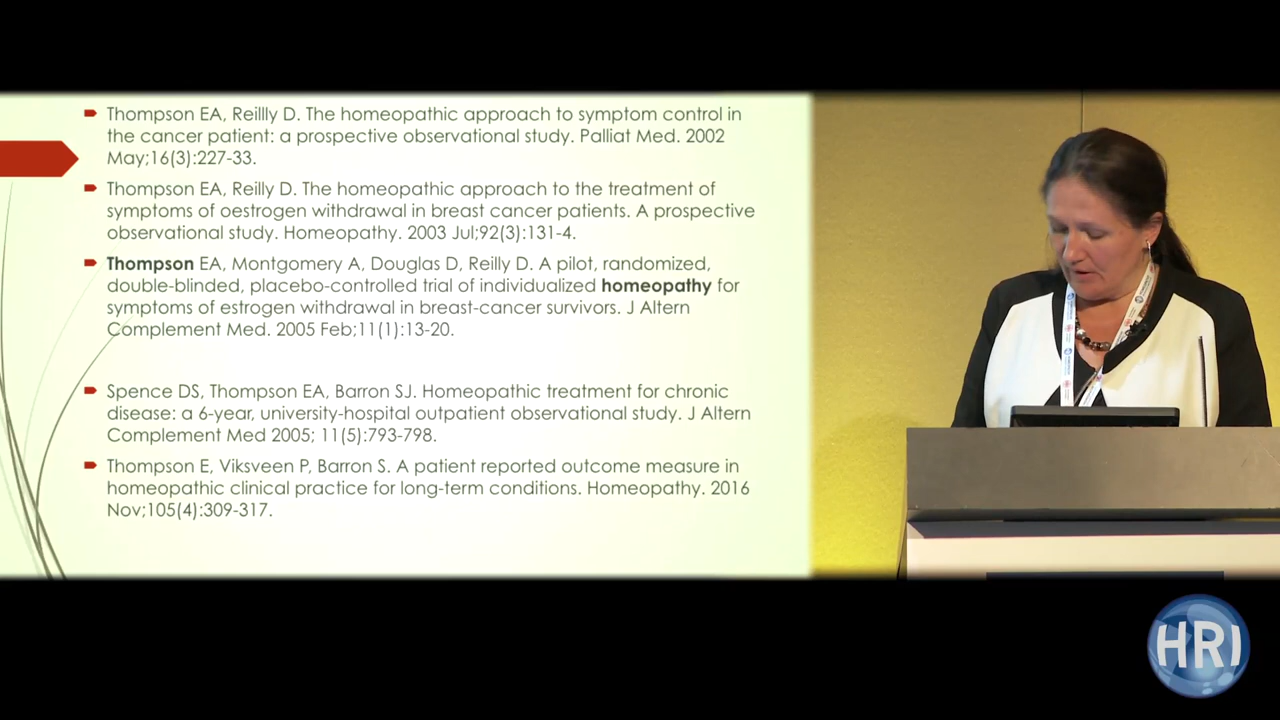 Thompson EA, Reillly D. The homeopathic approach to symptom control in
the cancer patient: a prospective observational study. Palliat Med. 2002
May;16(3):227-33.
Thompson EA, Reilly D. The homeopathic approach to the treatment of
symptoms of oestrogen withdrawal in breast cancer patients. A prospective
observational study. Homeopathy. 2003 Jul;92(3):131-4.
Thompson EA, Montgomery A, Douglas D, Reilly D. A pilot, randomized,
double-blinded, placebo-controlled trial of individualized homeopathy for
symptoms of estrogen withdrawal in breast-cancer survivors. J Altern
Complement Med. 2005 Feb;11(1):13-20.
Spence DS, Thompson EA, Barron SJ. Homeopathic treatment for chronic
disease: a 6-year, university-hospital outpatient observational study. J Altern
Complement Med 2005; 11(5):793-798.
Thompson E, Viksveen P, Barron S. A patient reported outcome measure in
homeopathic clinical practice for long-term conditions. Homeopathy. 2016
Nov;105(4):309-317.
HRI